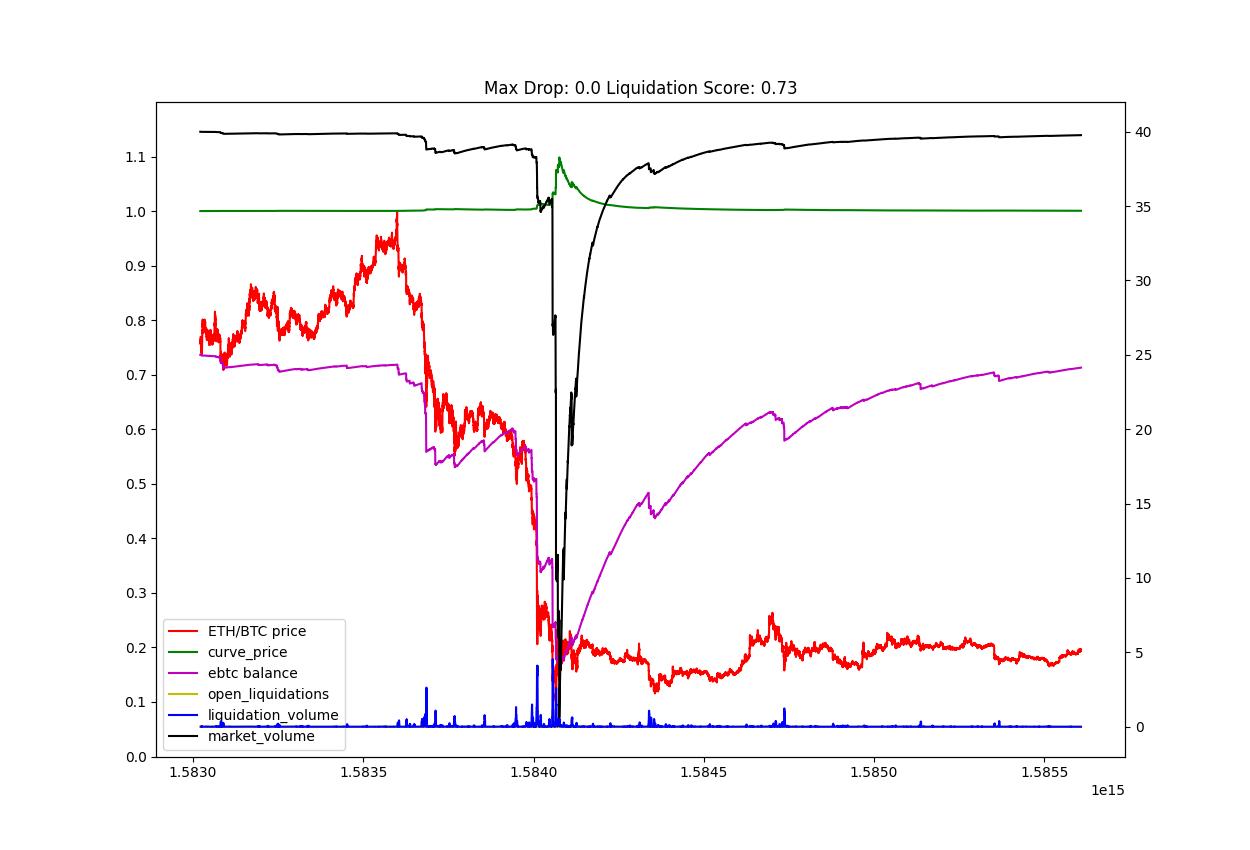 Max Drop: 0.0 Liquidation Score: 0.73
1.1
1.0
0.9
0.8
0.7
0.6
0.5
0.4
0.3
0.2
0.1
0.0
40
35
30
25
20
15
10
5
0
ETH/BTC price
curve_price
ebtc balance
open_liquidations
liquidation_volume
market_volume
1.5830 1.5835 1.5840 1.5845 1.5850 1.5855
1e15